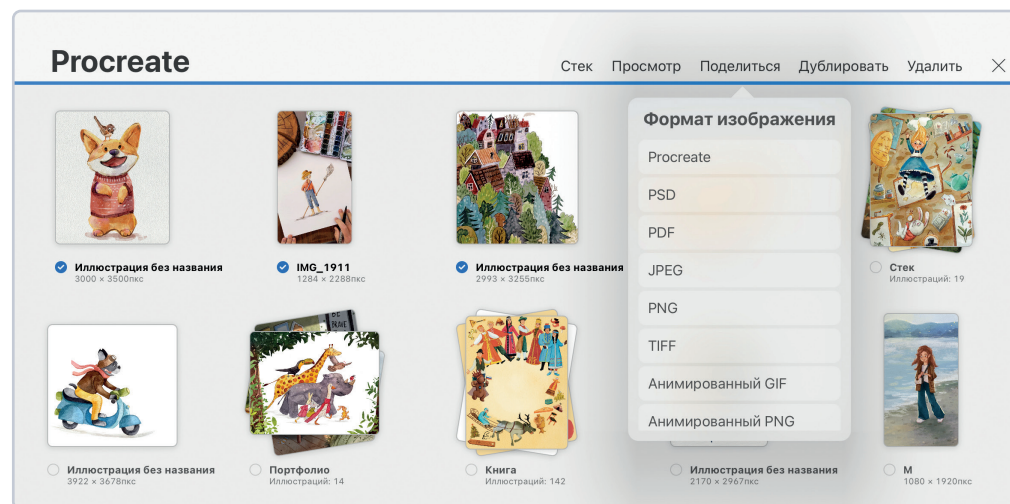 Procreate
Стек Просмотр Поделиться Дублировать Удалить
Формат изображения
Procreate
PSD
PDF
JPEG
PNG
TIFF
Анимированный GIF
Анимированный PNG
Иллюстрация без названия
3000 × 3500пкс
IMG_1911
1284 × 2288пкс
Иллюстрация без названия
2993 × 3255пкс
Стек
Иллюстраций: 19
BE
BRAVE
Иллюстрация без названия
3922 × 3678пкс
Портфолио
Иллюстраций: 14
Книга
Иллюстраций: 142
Иллюстрация без названия
2170 × 2967пкс
М
1080 × 1920пкс